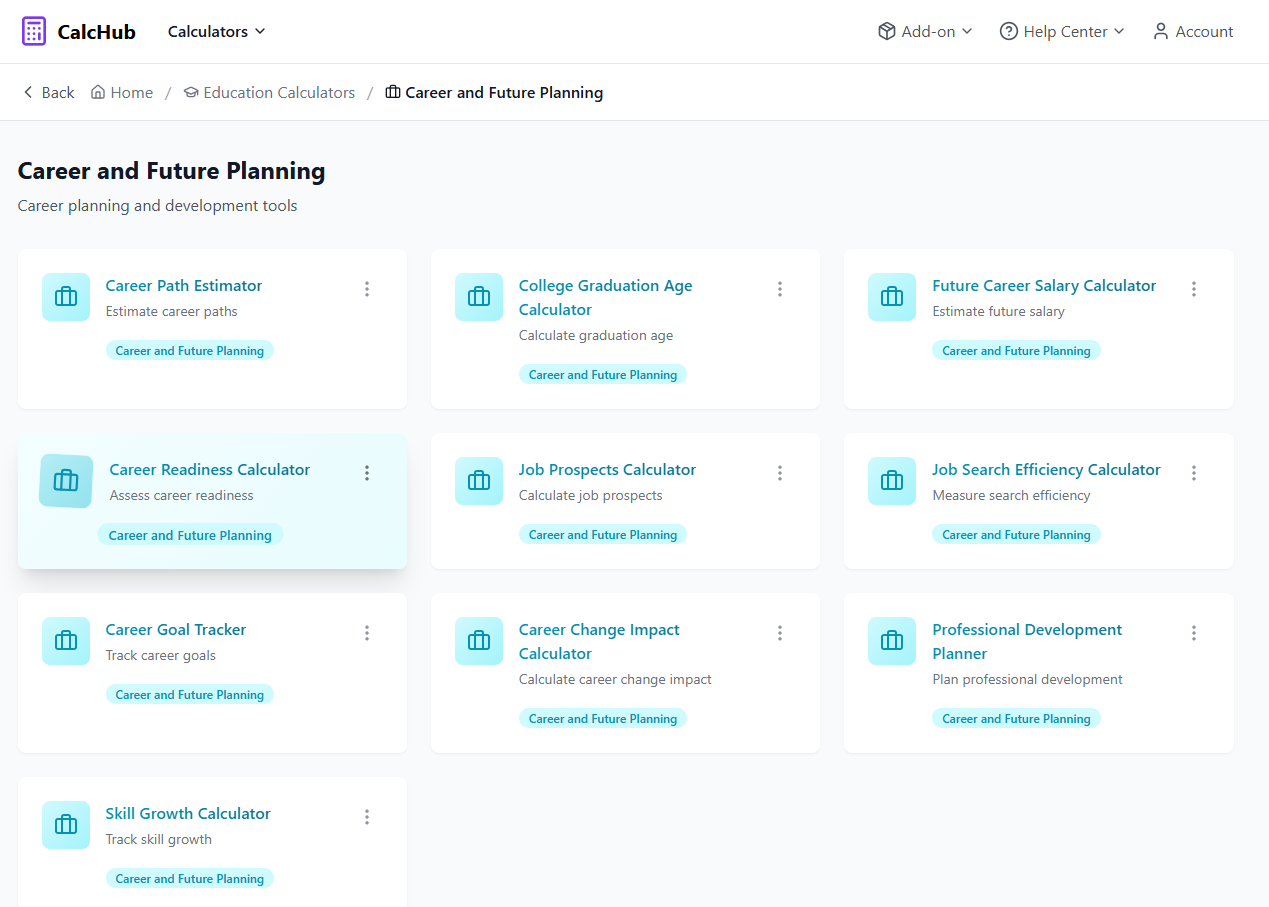 CalcHub
Calculators
Add-on
Help Center
Account
Back
Home
/
Education Calculators
/
Career and Future Planning
Career and Future Planning
Career planning and development tools
Career Path Estimator
Estimate career paths
Career and Future Planning
College Graduation Age
Calculator
Calculate graduation age
Career and Future Planning
Future Career Salary Calculator
Estimate future salary
Career and Future Planning
Career Readiness Calculator
Assess career readiness
Career and Future Planning
Job Prospects Calculator
Calculate job prospects
Career and Future Planning
Job Search Efficiency Calculator
Measure search efficiency
Career and Future Planning
Career Goal Tracker
Track career goals
Career and Future Planning
Career Change Impact
Calculator
Calculate career change impact
Career and Future Planning
Professional Development
Planner
Plan professional development
Career and Future Planning
Skill Growth Calculator
Track skill growth
Career and Future Planning